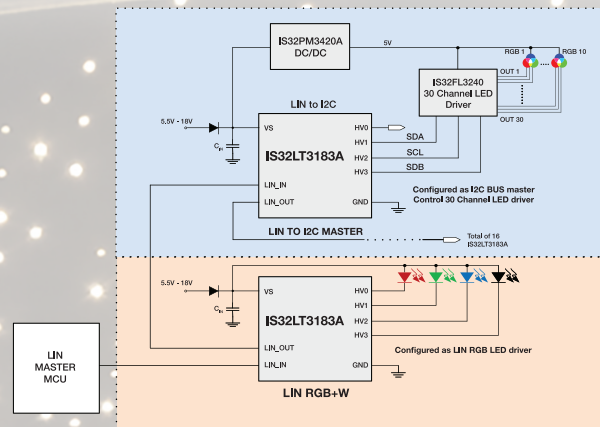 IS32PM3420A
DC/DC
5V
RGB 1
RGB 10
OUT 1
IS32FL3240
30 Channel LED
Driver
OUT 30
LIN to I2C
5.5V - 18V
CIN
VS
IS32LT3183A
LIN_IN
LIN_OUT
HV0
HV1
HV2
HV3
GND
SDA
SCL
SDB
Configured as I2C BUS master
Control 30 Channel LED driver
LIN TO I2C MASTER
Total of 16
IS32LT3183A
5.5V - 18V
CIN
VS
IS32LT3183A
LIN_OUT
LIN_IN
HV0
HV1
HV2
HV3
GND
Configured as LIN RGB LED driver
LIN RGB+W
LIN
MASTER
MCU